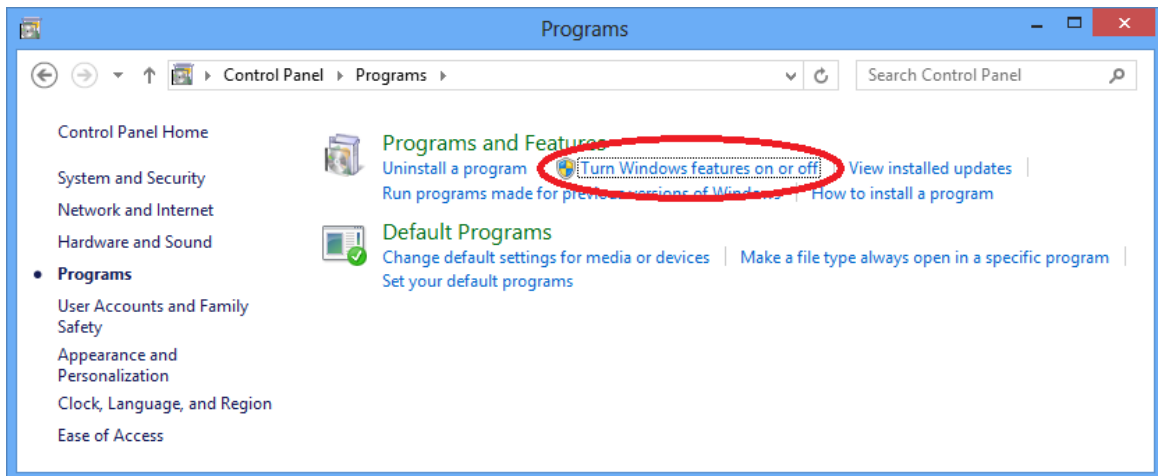 Programs
Control Panel Programs
Search Control Panel
Control Panel Home
System and Security
Network and Internet
Hardware and Sound
Programs
User Accounts and Family
Safety
Appearance and
Personalization
Clock, Language, and Region
Ease of Access
Programs and Features
Uninstall a program Turn Windows features on or off View installed updates
Run programs made for previous versions of Windows How to install a program
Default Programs
Change default settings for media or devices Make a file type always open in a specific program
Set your default programs